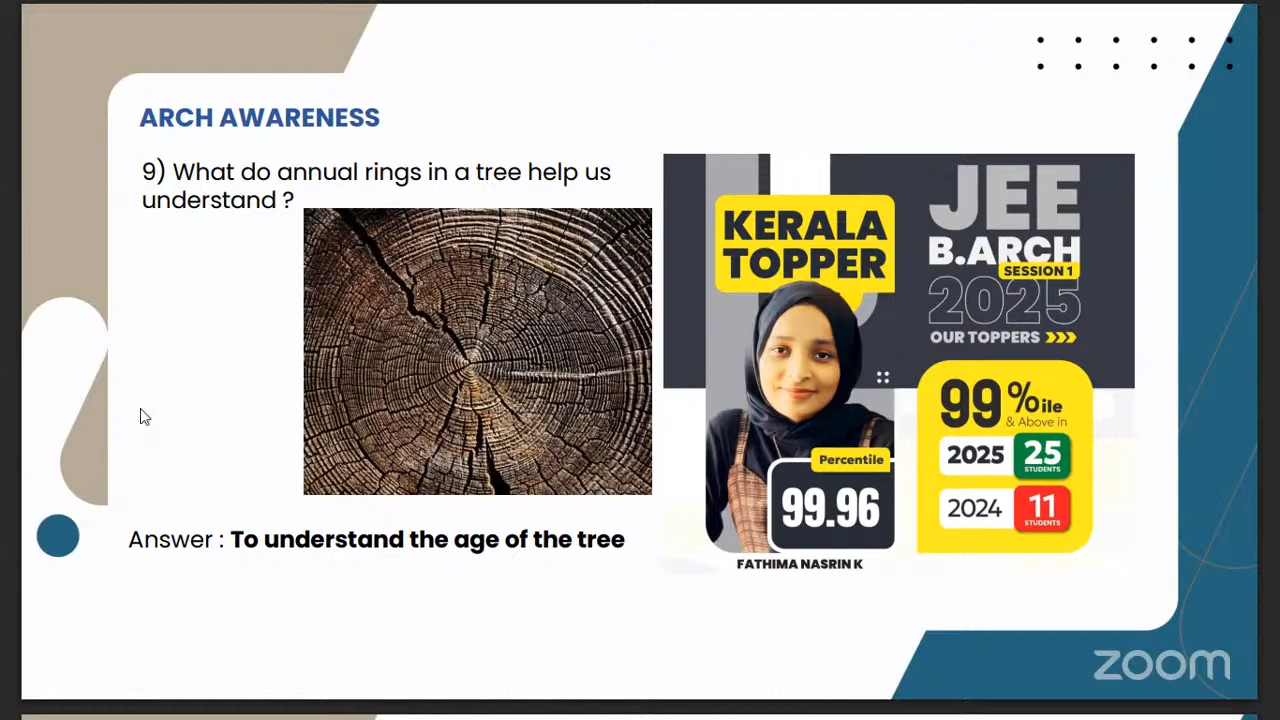 ARCH AWARENESS
9) What do annual rings in a tree help us
understand ?
Answer : To understand the age of the tree
KERALA
TOPPER
Percentile
99.96
FATHIMA NASRIN K
JEE
B.ARCH
SESSION 1
2025
OUR TOPPERS
99%ile
& Above in
2025 25
STUDENTS
2024 11
STUDENTS
zoom